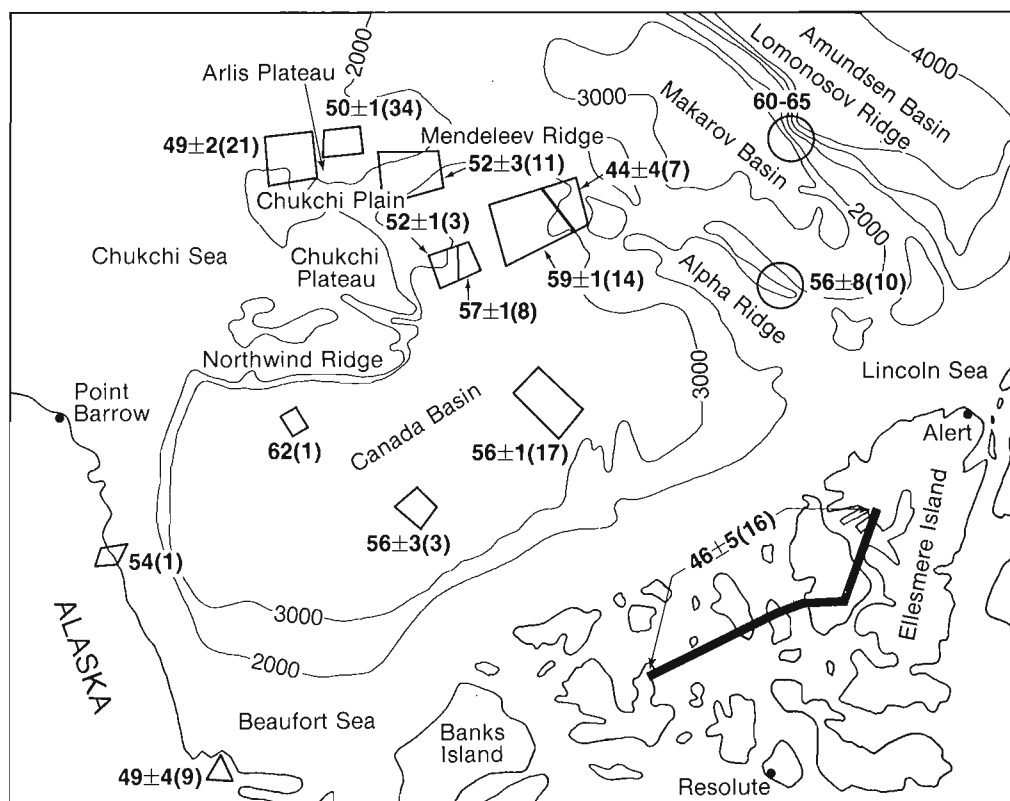 2000
Arlis Plateau
50±1(34)
49±2(21)
Mendeleev Ridge
52±3(11)
Chukchi Plain
52±1(3)
Chukchi Sea
Chukchi
Plateau
57±1(8)
44±4(7)
59±1(14)
3000
Makarov Basin
60-65
Lomonosov Ridge
Amundsen Basin
4000
2000
Alpha Ridge
56±8(10)
Northwind Ridge
3000
Lincoln Sea
Point
Barrow
Canada Basin
62(1)
56±1(17)
Alert
56±3(3)
46±5(16)
Ellesmere Island
54(1)
3000
2000
ALASKA
Beaufort Sea
Banks
Island
49±4(9)
Resolute